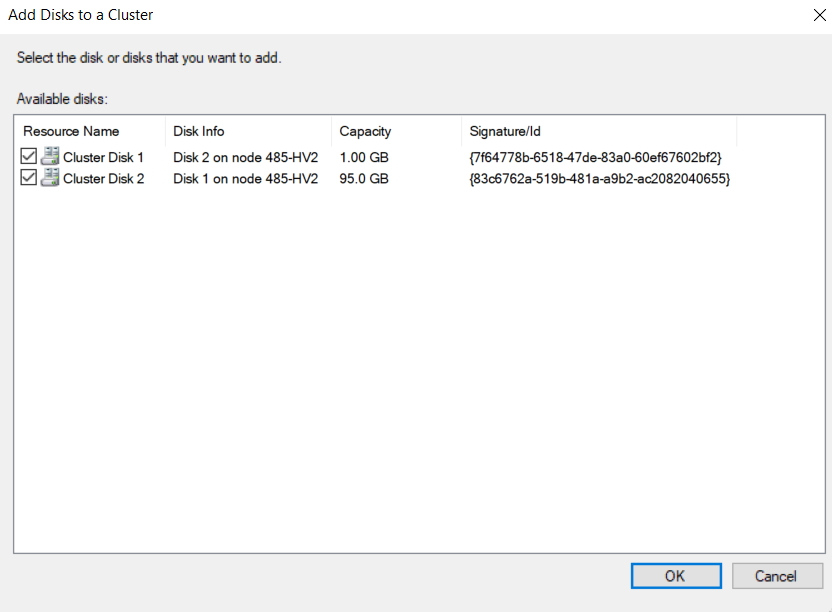 Add Disks to a Cluster
Select the disk or disks that you want to add.
Available disks:
Resource Name Disk Info Capacity Signature/Id
Cluster Disk 1 Disk 2 on node 485-HV2 1.00 GB {7f64778b-6518-47de-83a0-60ef67602bf2}
Cluster Disk 2 Disk 1 on node 485-HV2 95.0 GB {83c6762a-519b-481a-a9b2-ac2082040655}
OK Cancel